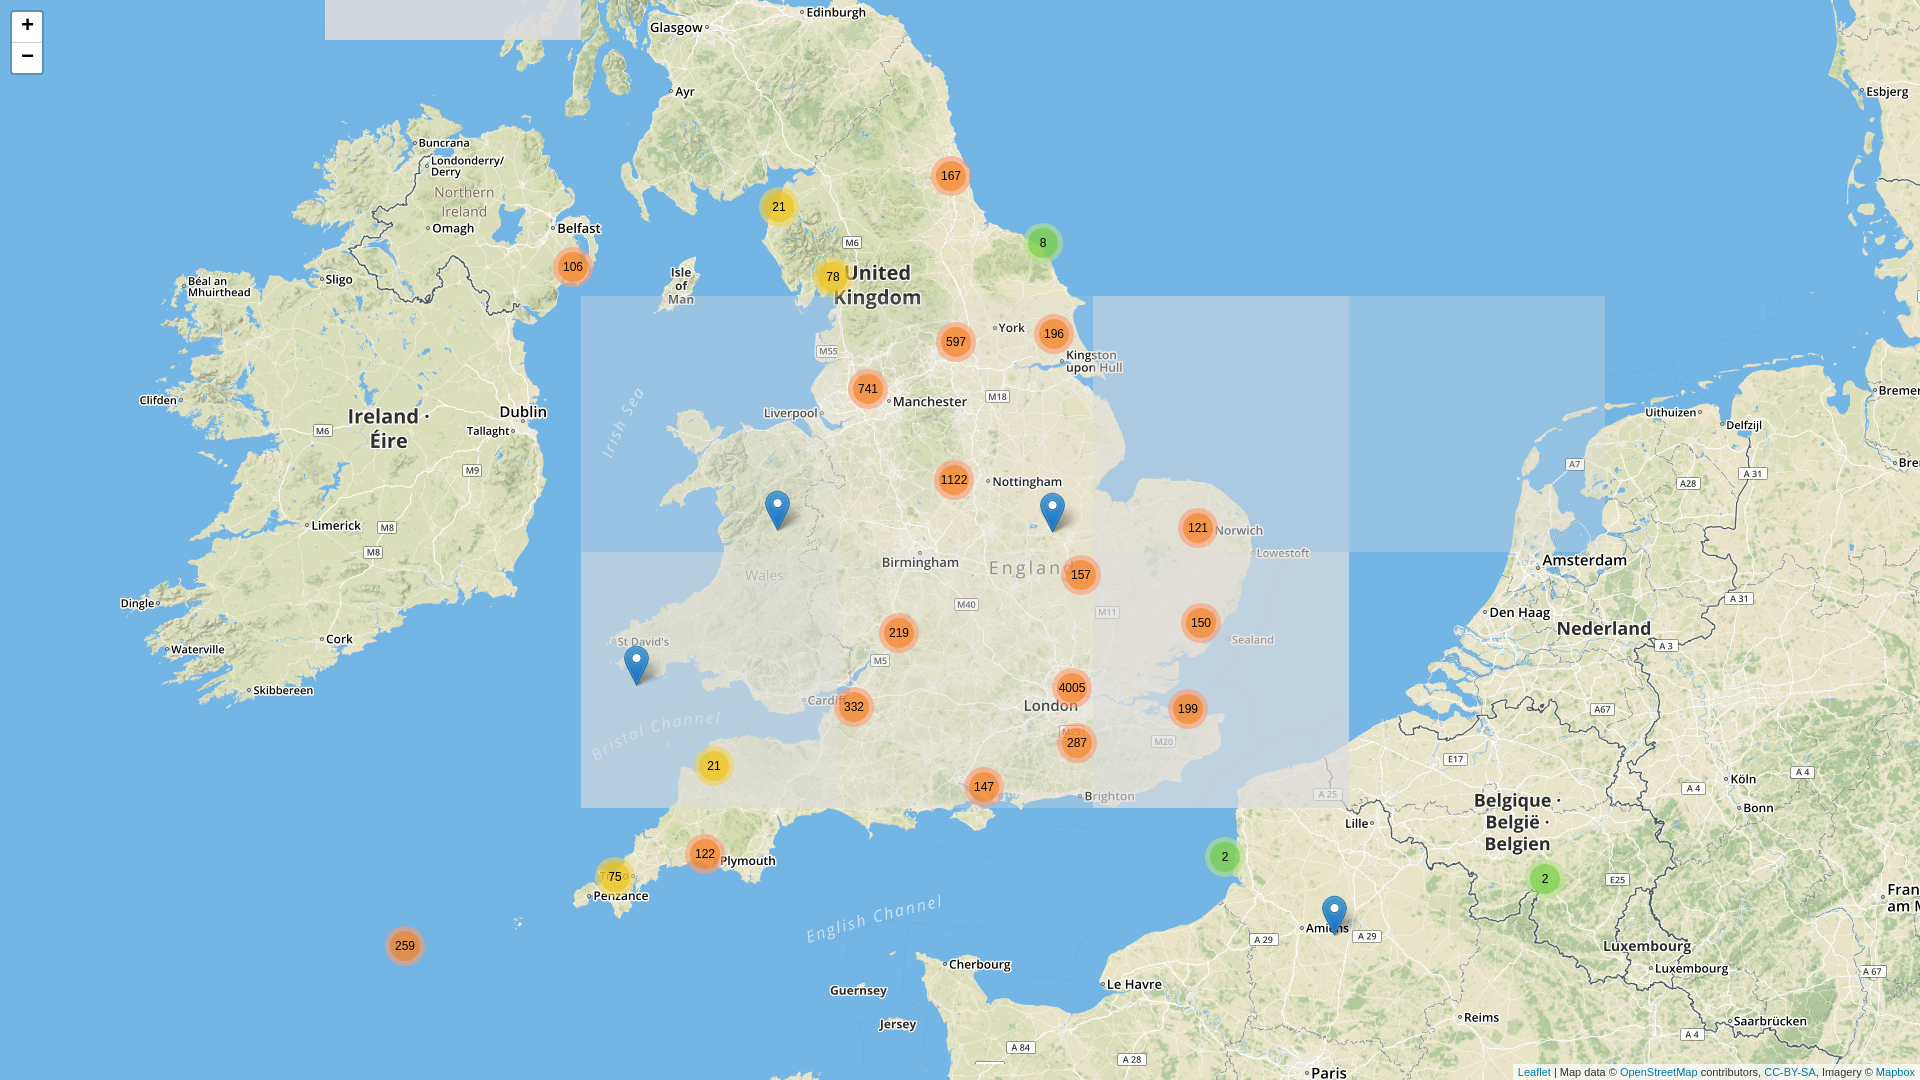 +
−
Edinburgh
Glasgow
Ayr
Esbjerg
Buncrana
Londonderry/
Derry
Northern
Ireland
Omagh
Belfast
167
21
8
106
M6
78
United
Kingdom
Isle
of
Man
Sligo
Béal an
Mhuirthead
York
196
597
M55
Kingston
upon Hull
741
Manchester
M18
Liverpool
Irish Sea
Clifden
Ireland ·
Éire
Dublin
Tallaght
M6
M9
Uithuizen
Delfzijl
A7
A 31
A28
1122
Nottingham
121
Norwich
Lowestoft
Limerick
M8
M8
Birmingham
Wales
England
157
Amsterdam
Dingle
M40
M11
A 31
Den Haag
Nederland
150
Sealand
219
St David's
Cork
Waterville
M5
A 3
Skibbereen
4005
London
199
Cardiff
332
A67
Bristol Channel
287
M20
E17
21
147
Brighton
A 25
A 4
Köln
A 4
Bonn
Belgique ·
België ·
Belgien
Lille
122
Plymouth
2
75
Penzance
2
E25
English Channel
Amiens
A 29
A 29
259
Luxembourg
Luxembourg
A 67
Cherbourg
Le Havre
Guernsey
Jersey
Reims
Saarbrücken
A 4
A 84
A 28
Paris
Leaflet | Map data © OpenStreetMap contributors, CC-BY-SA, Imagery © Mapbox